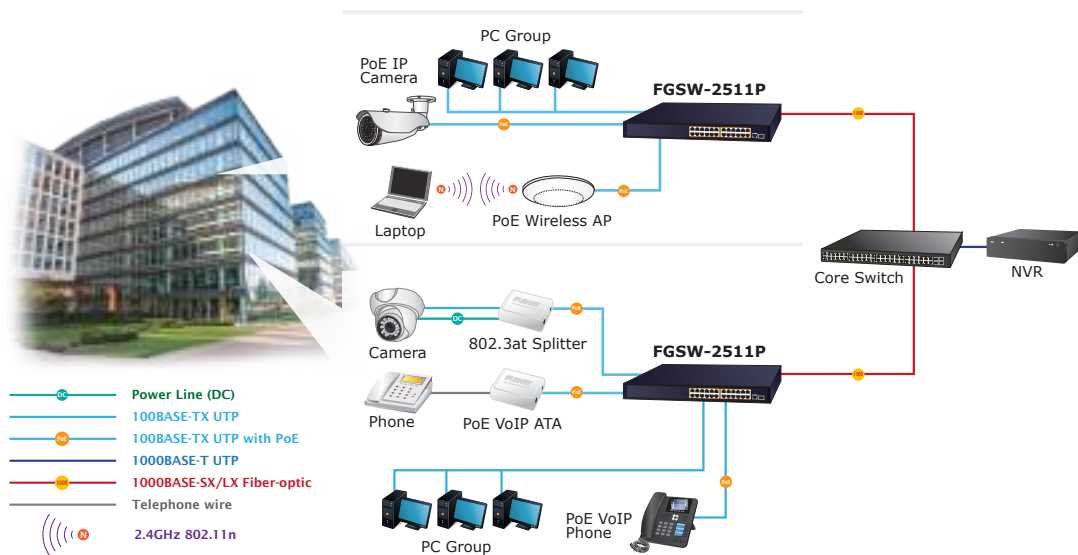 PC Group
PoE IP
Camera
FGSW-2511P
1000
PoE
N
N
PoE
Laptop
PoE Wireless AP
Core Switch
NVR
PLANET
PoE
DC
Camera
802.3at Splitter
FGSW-2511P
1000
PLANET
PoE
Phone
PoE VoIP ATA
DC
Power Line (DC)
100BASE-TX UTP
PoE
100BASE-TX UTP with PoE
1000BASE-T UTP
1000
1000BASE-SX/LX Fiber-optic
Telephone wire
N
2.4GHz 802.11n
PoE
PoE VoIP
Phone
PC Group